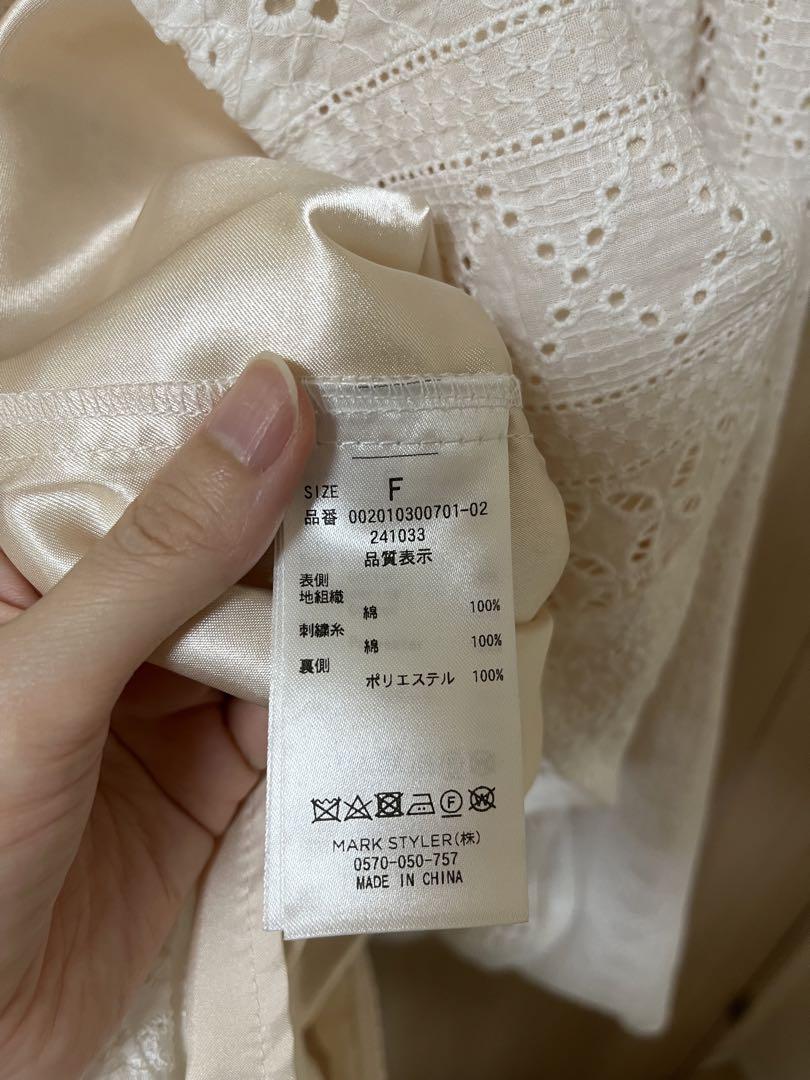 SIZE F
品番 002010300701-02
241033
品質表示
表側
地組織
綿 100%
刺繍糸
綿 100%
裏側
ポリエステル 100%
MARK STYLER(株)
0570-050-757
MADE IN CHINA